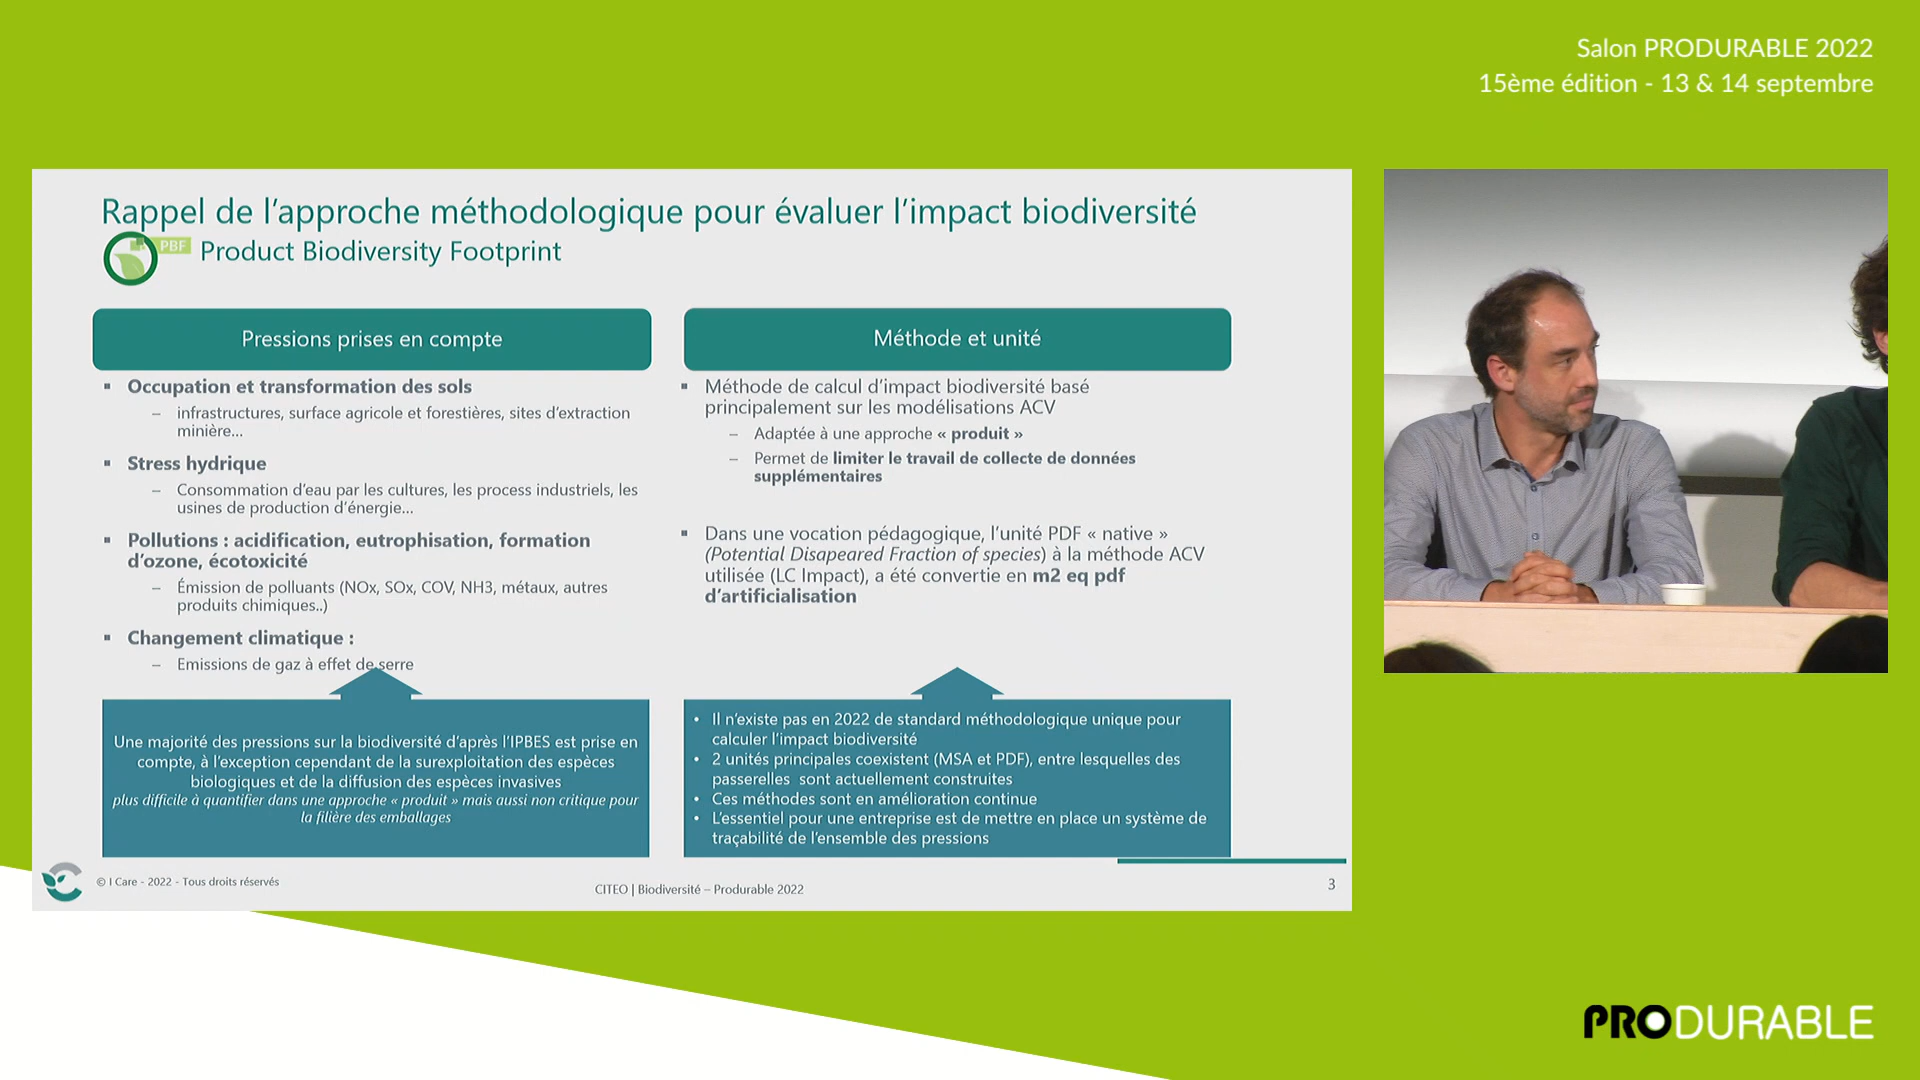 Salon PRODURABLE 2022
15ème édition - 13 & 14 septembre
Rappel de l'approche méthodologique pour évaluer l'impact biodiversité
PBF
Product Biodiversity Footprint
Pressions prises en compte
▪ Occupation et transformation des sols
– infrastructures, surface agricole et forestières, sites d'extraction
minière...
▪ Stress hydrique
– Consommation d'eau par les cultures, les process industriels, les
usines de production d'énergie...
▪ Pollutions : acidification, eutrophisation, formation
d'ozone, écotoxicité
– Émission de polluants (NOx, SOx, COV, NH3, métaux, autres
produits chimiques..)
▪ Changement climatique :
– Emissions de gaz à effet de serre
Une majorité des pressions sur la biodiversité d'après l'IPBES est prise en
compte, à l'exception cependant de la surexploitation des espèces
biologiques et de la diffusion des espèces invasives
plus difficile à quantifier dans une approche « produit » mais aussi non critique pour
la filière des emballages
Méthode et unité
▪ Méthode de calcul d'impact biodiversité basé
principalement sur les modélisations ACV
– Adaptée à une approche « produit »
– Permet de limiter le travail de collecte de données
supplémentaires
▪ Dans une vocation pédagogique, l'unité PDF « native »
(Potential Disapeared Fraction of species) à la méthode ACV
utilisée (LC Impact), a été convertie en m2 eq pdf
d'artificialisation
• Il n'existe pas en 2022 de standard méthodologique unique pour
calculer l'impact biodiversité
• 2 unités principales coexistent (MSA et PDF), entre lesquelles des
passerelles sont actuellement construites
• Ces méthodes sont en amélioration continue
• L'essentiel pour une entreprise est de mettre en place un système de
traçabilité de l'ensemble des pressions
© I Care - 2022 - Tous droits réservés
CITEO | Biodiversité – Produrable 2022
3
PRODURABLE